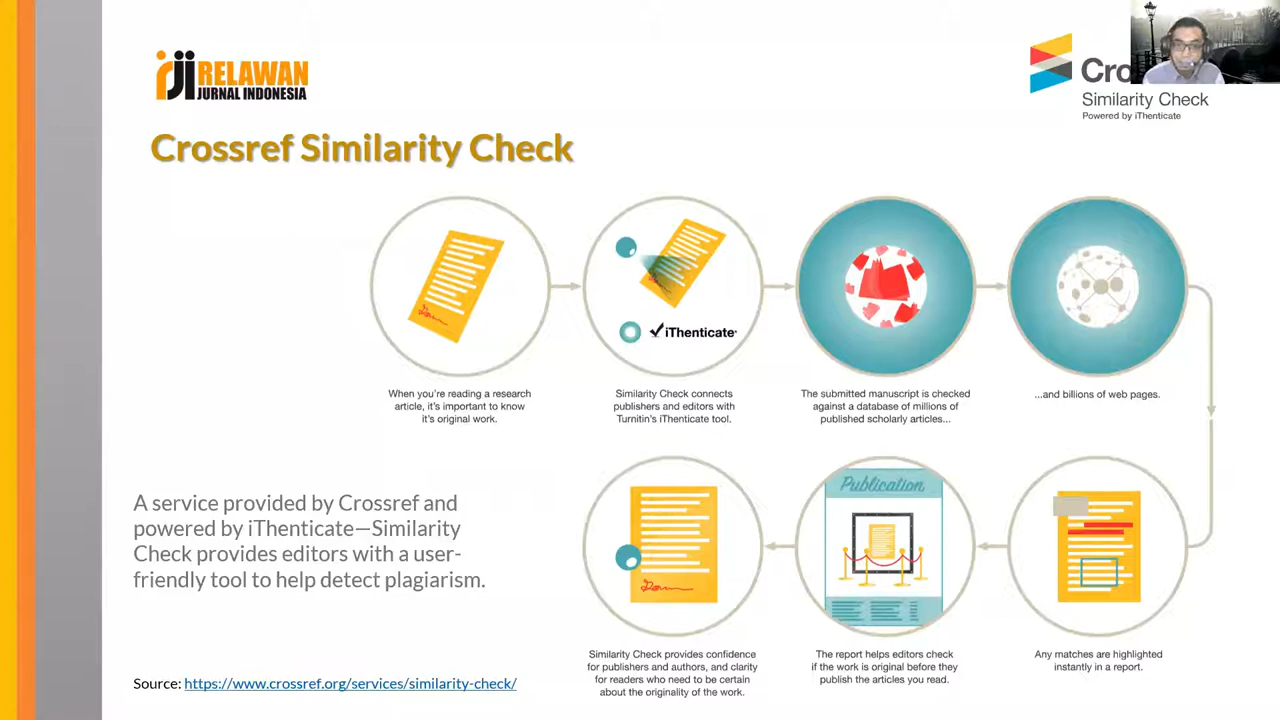 RELAWAN
JURNAL INDONESIA
Cro
Similarity Check
Powered by iThenticate
Crossref Similarity Check
iThenticate®
When you're reading a research
article, it's important to know
it's original work.
Similarity Check connects
publishers and editors with
Turnitin's iThenticate tool.
The submitted manuscript is checked
against a database of millions of
published scholarly articles...
...and billions of web pages.
A service provided by Crossref and
powered by iThenticate—Similarity
Check provides editors with a user-
friendly tool to help detect plagiarism.
Publication
Similarity Check provides confidence
for publishers and authors, and clarity
for readers who need to be certain
about the originality of the work.
The report helps editors check
if the work is original before they
publish the articles you read.
Any matches are highlighted
instantly in a report.
Source: https://www.crossref.org/services/similarity-check/